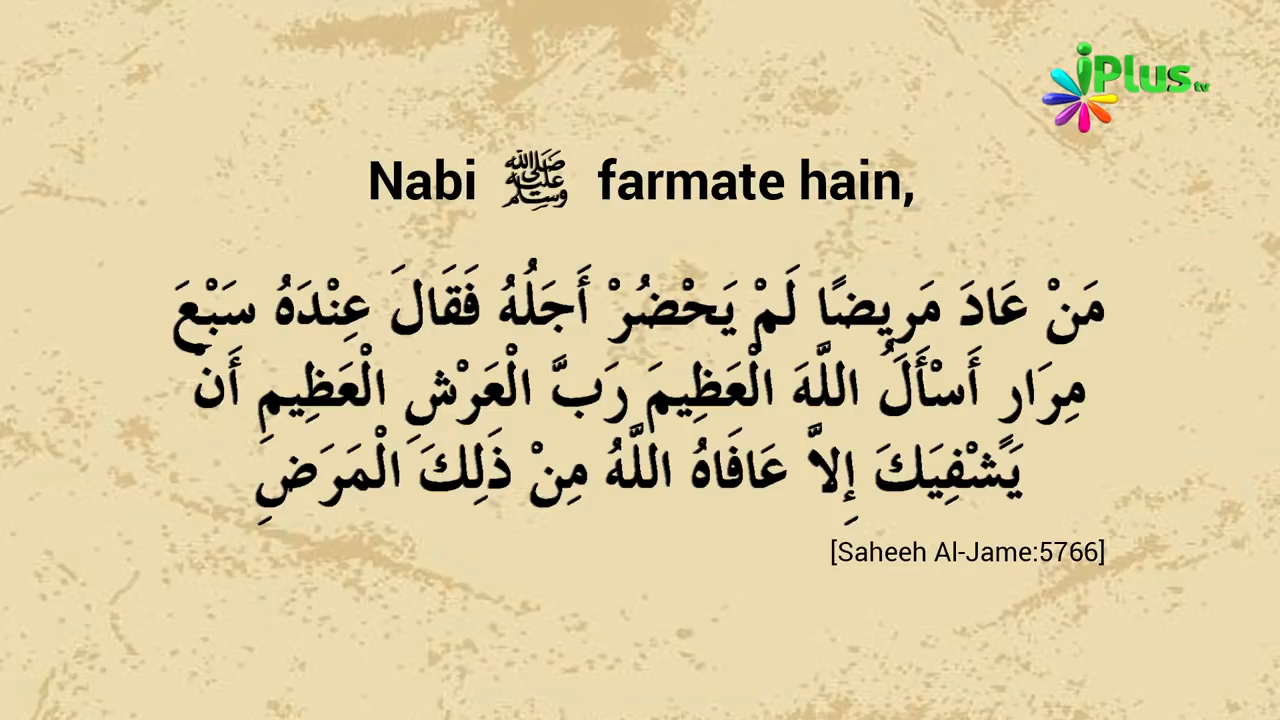 iPlus tv
Nabi ﷺ farmate hain,
مَنْ عَادَ مَرِيضًا لَمْ يَحْضُرْ أَجَلُهُ فَقَالَ عِنْدَهُ سَبْعَ
مِرَارٍ أَسْأَلُ اللَّهَ الْعَظِيمَ رَبَّ الْعَرْشِ الْعَظِيمِ أَنْ
يَشْفِيَكَ إِلاَّ عَافَاهُ اللَّهُ مِنْ ذَلِكَ الْمَرَضِ
[Saheeh Al-Jame:5766]